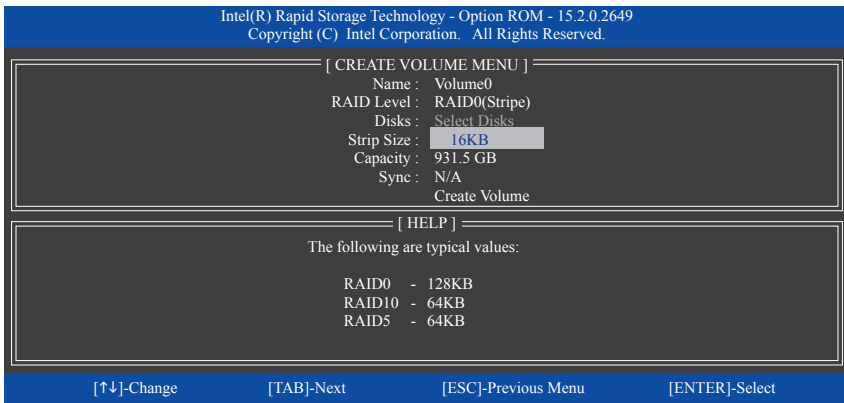 Intel(R) Rapid Storage Technology - Option ROM - 15.2.0.2649
Copyright (C) Intel Corporation. All Rights Reserved.
[ CREATE VOLUME MENU ]
Name : Volume0
RAID Level : RAID0(Stripe)
Disks : Select Disks
Strip Size : 16KB
Capacity : 931.5 GB
Sync : N/A
Create Volume
[ HELP ]
The following are typical values:
RAID0 - 128KB
RAID10 - 64KB
RAID5 - 64KB
[↑↓]-Change [TAB]-Next [ESC]-Previous Menu [ENTER]-Select